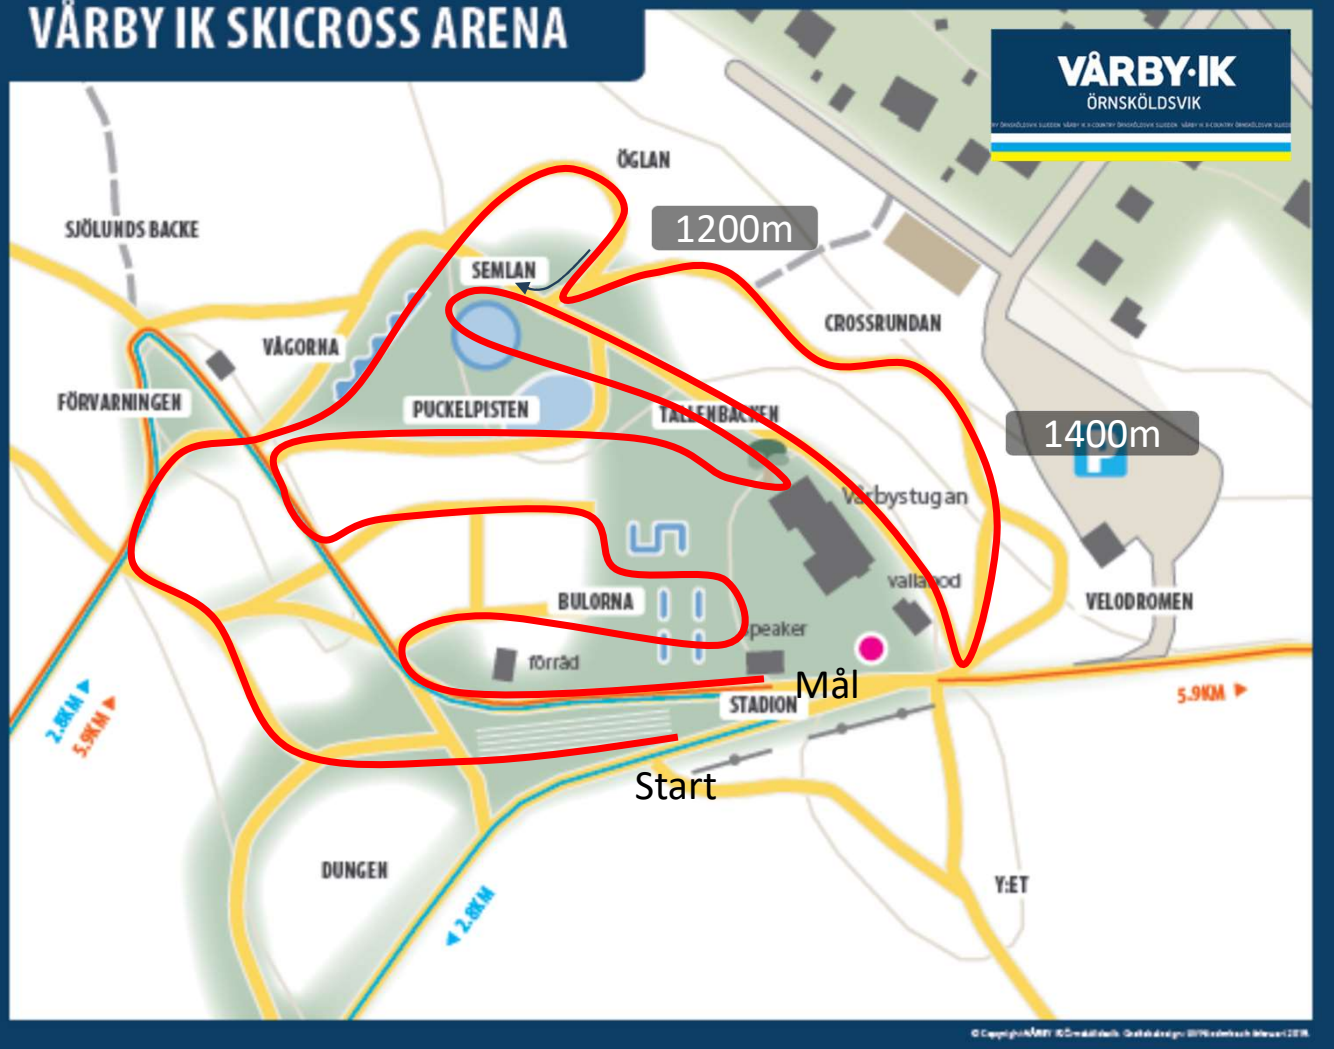 VÅRBY IK SKICROSS ARENA
VÅRBY·IK
ÖRNSKÖLDSVIK
ÖGLAN
1200m
SJÖLUNDS BACKE
SEMLAN
CROSSRUNDAN
VÅGORNA
FÖRVARNINGEN
PUCKELPISTEN
TALLENBACKEN
1400m
P
Vårbystugan
vallabod
BULORNA
VELODROMEN
speaker
förråd
Mål
STADION
5.9KM
2.8KM
5.9KM
Start
DUNGEN
Y:ET
2.8KM